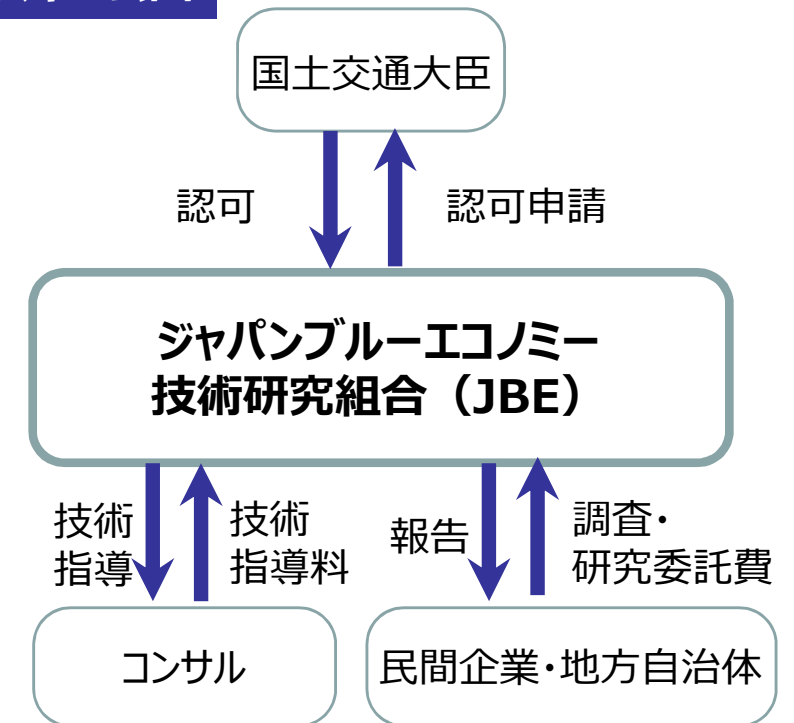 国土交通大臣
認可
認可申請
ジャパンブルーエコノミー
技術研究組合（JBE）
技術
指導
技術
指導料
報告
調査・
研究委託費
コンサル
民間企業・地方自治体